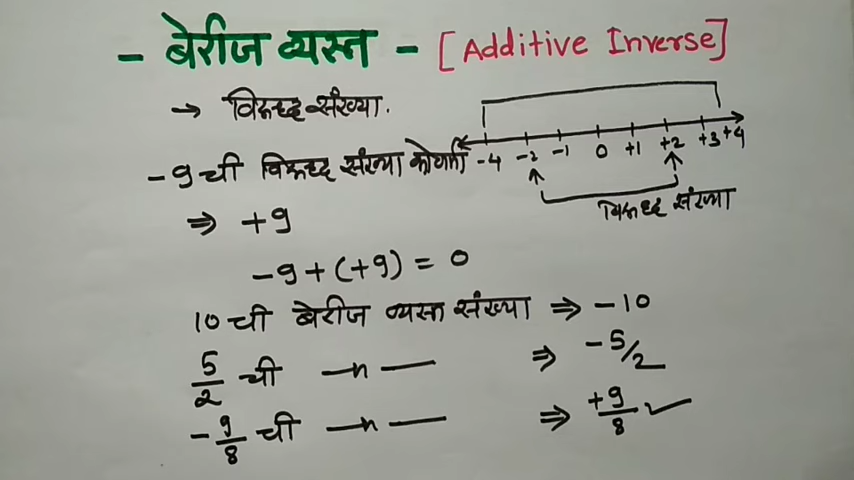 - बेरीज व्यस्त - [Additive Inverse]
→ विरुध्द संख्या.
-4 -2 -1 0 +1 +2 +3 +4
विरुध्द संख्या
-9 ची विरुध्द संख्या कोणती
⇒ +9
-9 + (+9) = 0
10 ची बेरीज व्यस्त संख्या ⇒ -10
5/2 ची —〃— ⇒ -5/2
-9/8 ची —〃— ⇒ +9/8 ✓